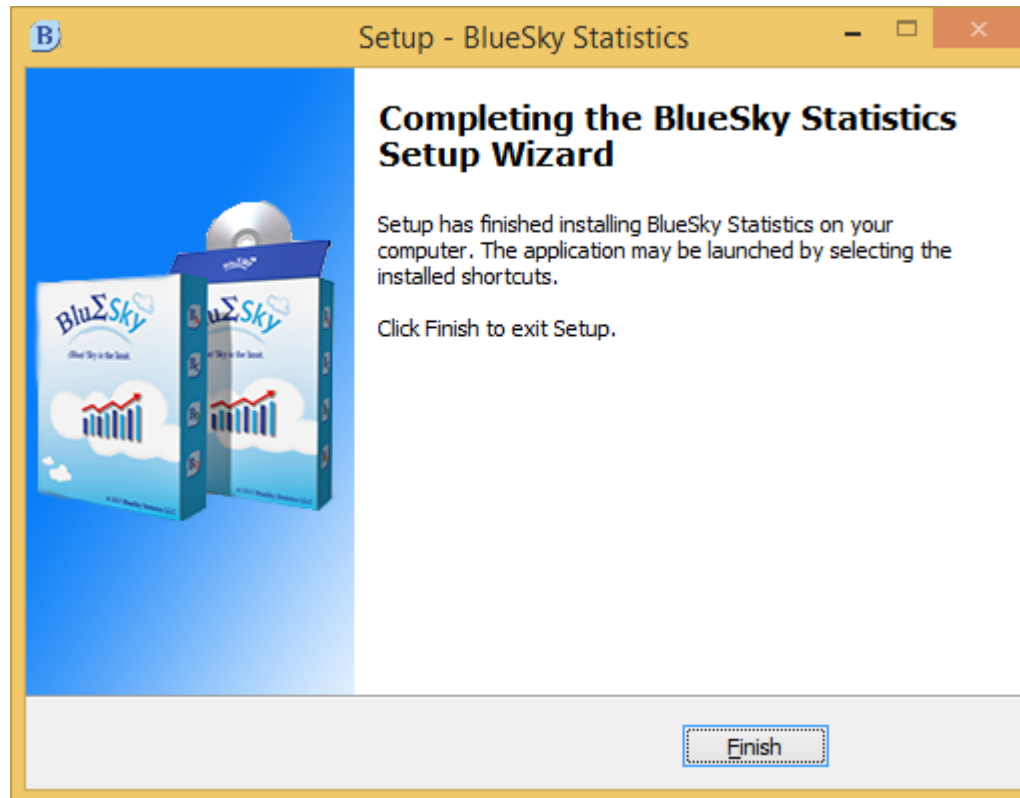 B
Setup - BlueSky Statistics
Completing the BlueSky Statistics
Setup Wizard
Setup has finished installing BlueSky Statistics on your
computer. The application may be launched by selecting the
installed shortcuts.
Click Finish to exit Setup.
BluΣSky
uΣSky
Finish